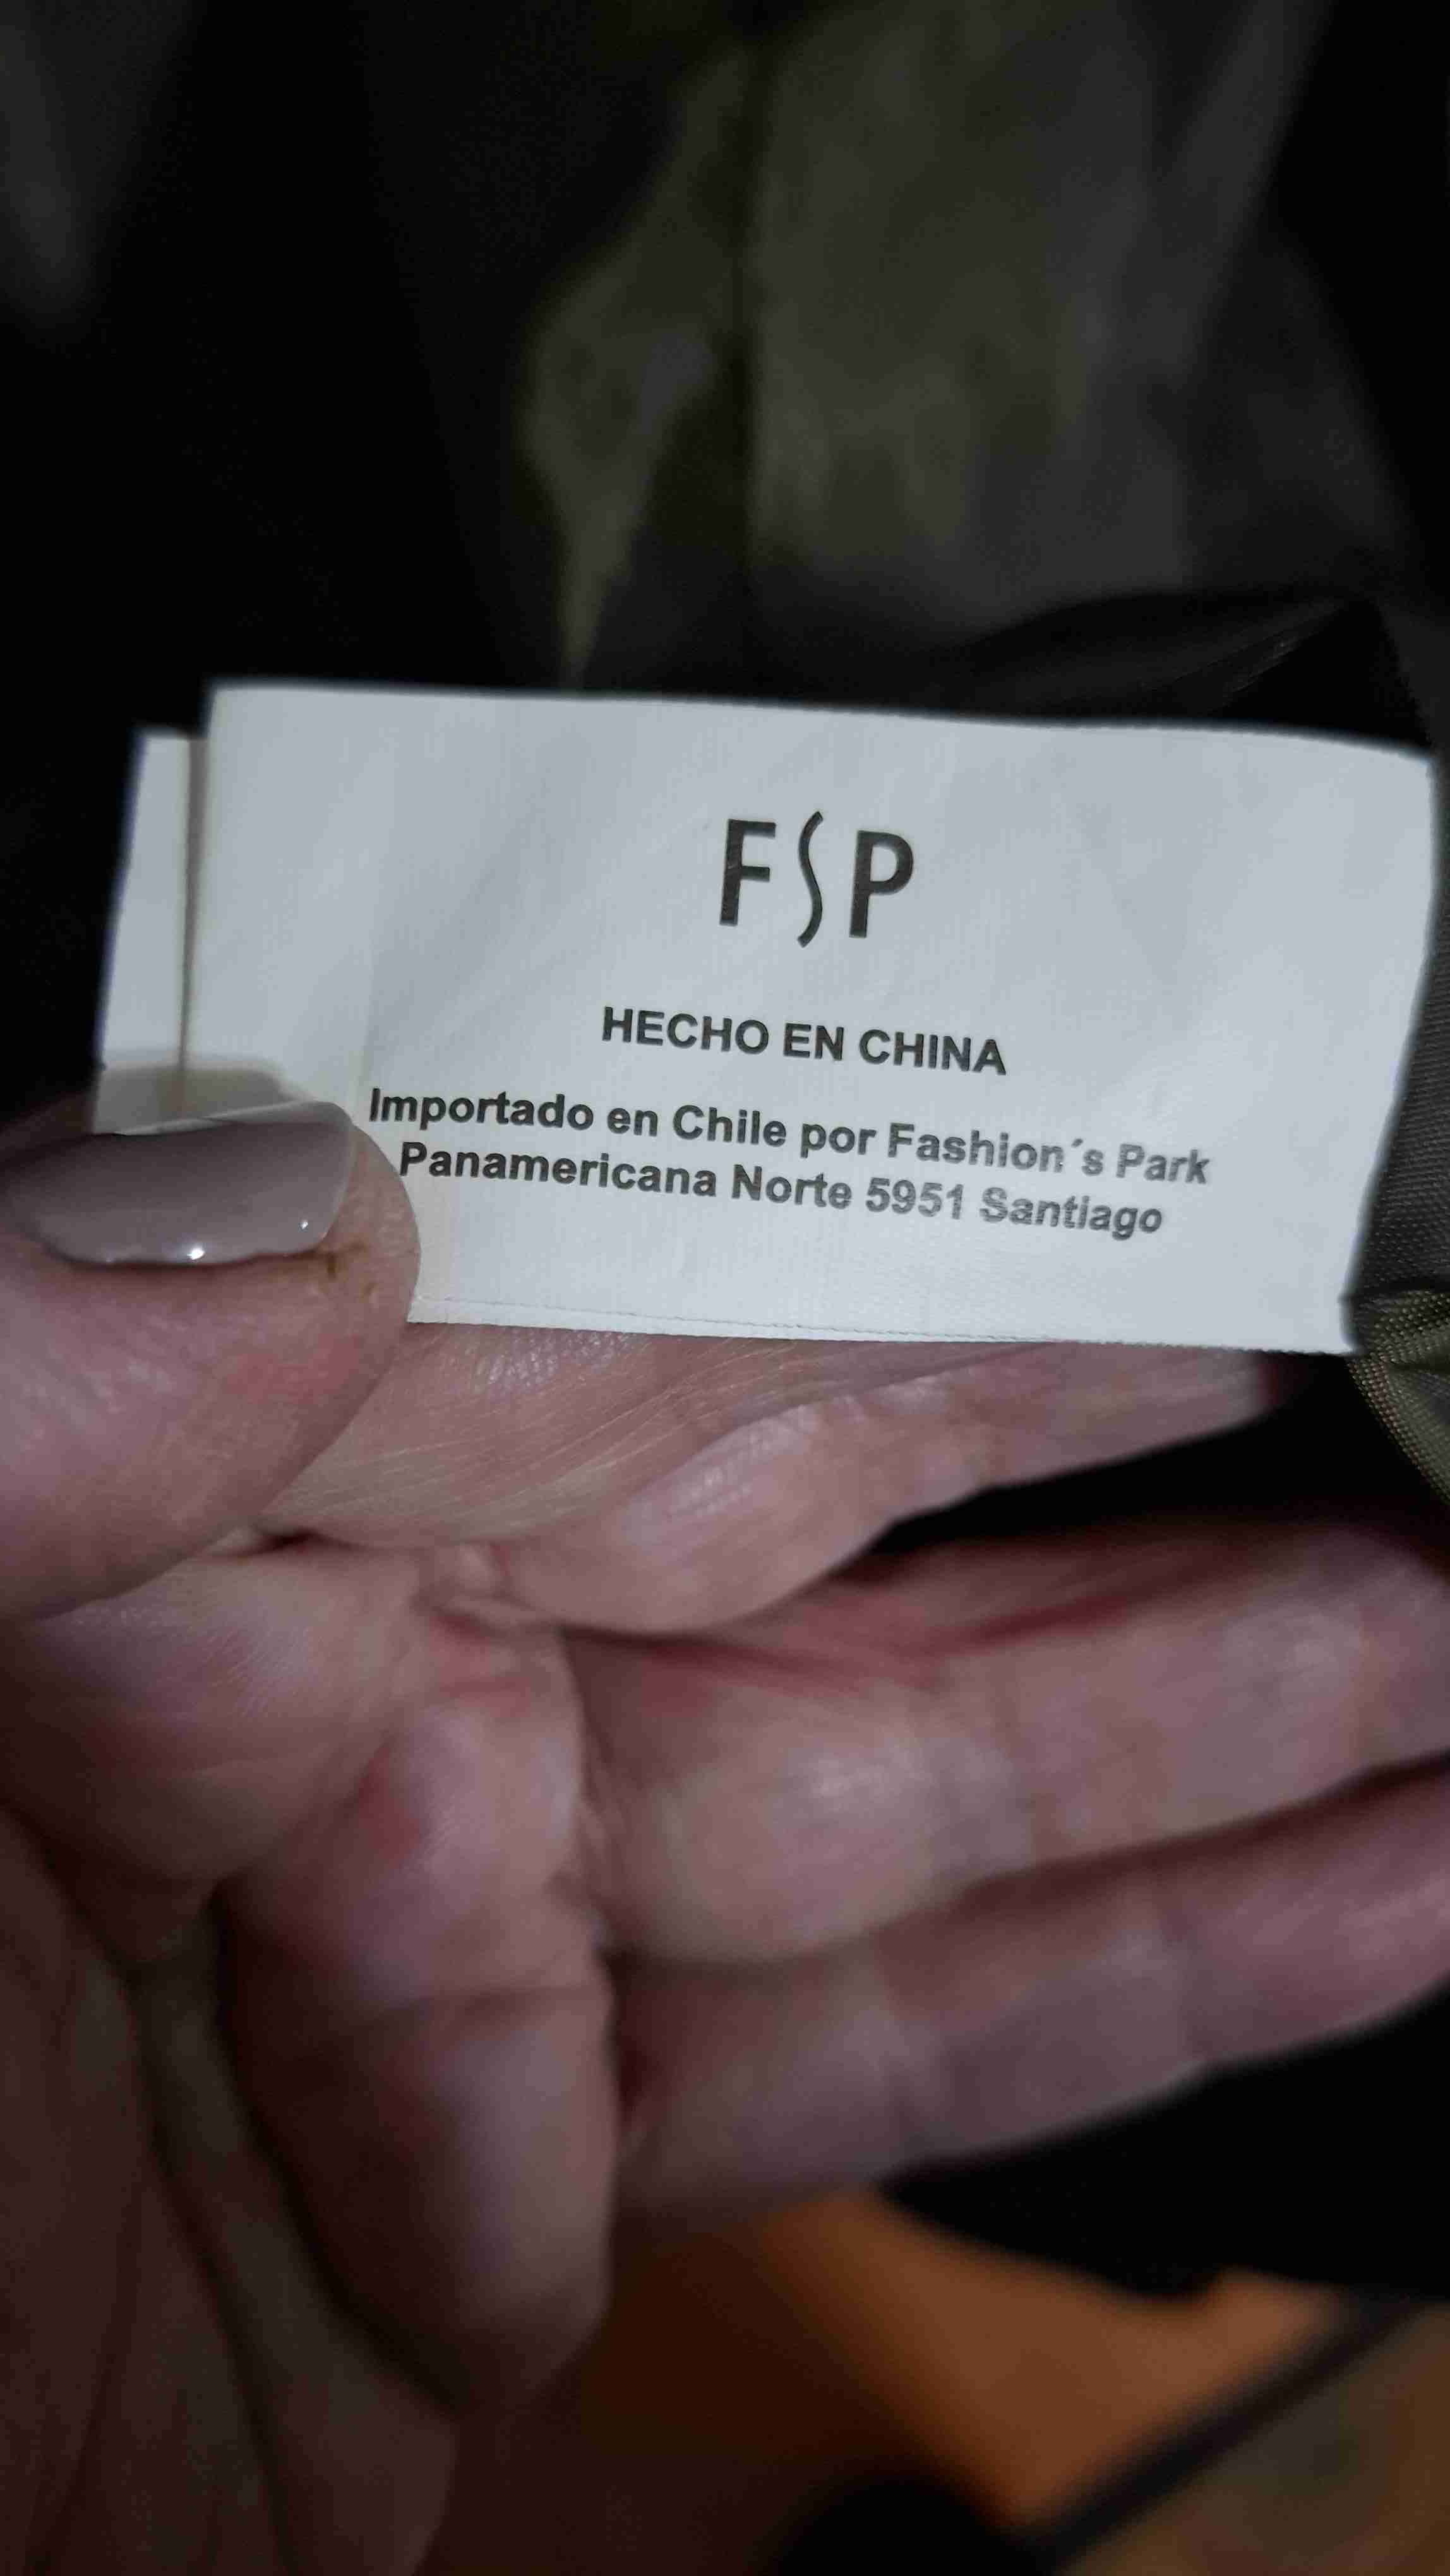 FSP
HECHO EN CHINA
Importado en Chile por Fashion´s Park
Panamericana Norte 5951 Santiago